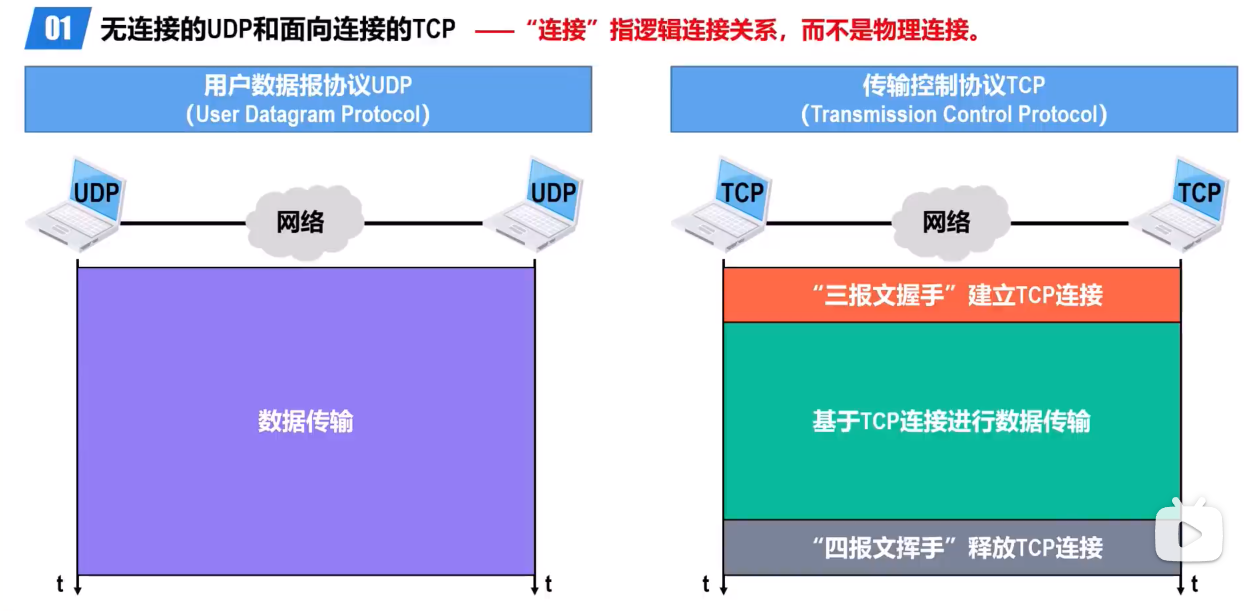 01 无连接的UDP和面向连接的TCP —— “连接”指逻辑连接关系，而不是物理连接。
用户数据报协议UDP
（User Datagram Protocol）
传输控制协议TCP
（Transmission Control Protocol）
UDP
网络
UDP
TCP
网络
TCP
数据传输
“三报文握手”建立TCP连接
基于TCP连接进行数据传输
“四报文挥手”释放TCP连接
t
t
t
t